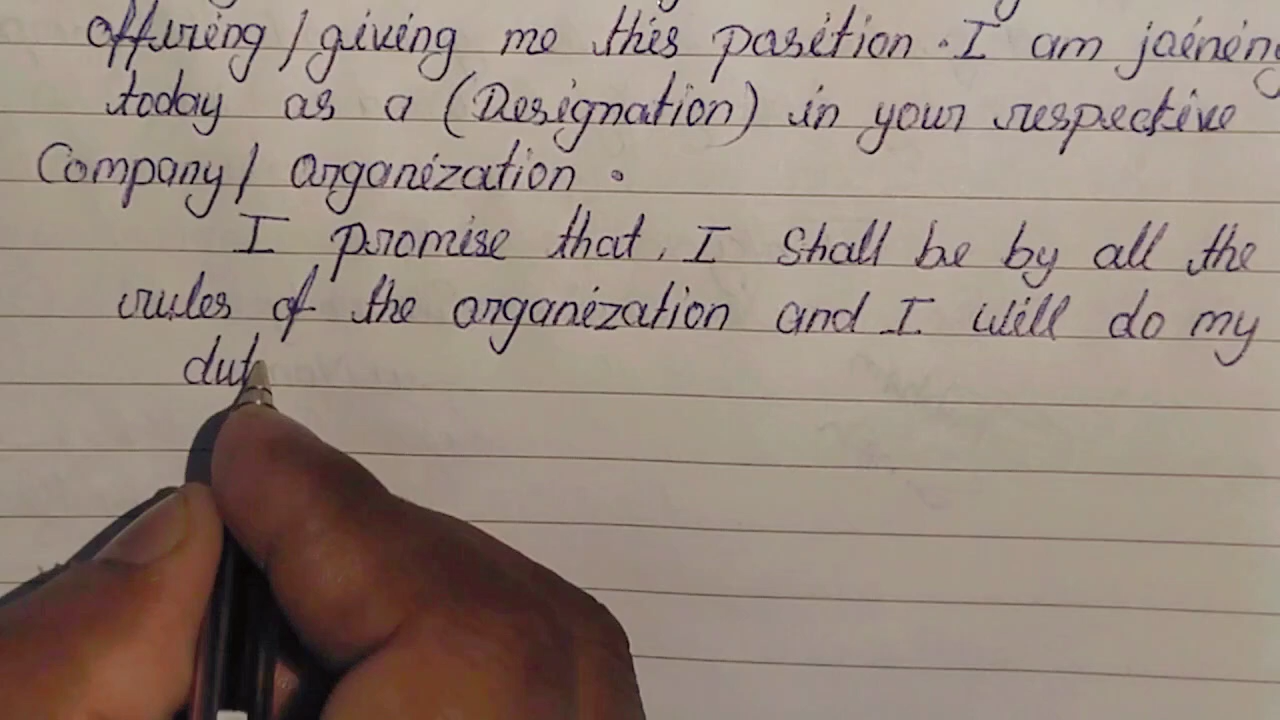 offering / giving me this position. I am joining
today as a (Designation) in your respective
Company / organization.
I promise that, I shall be by all the
rules of the organization and I will do my
dut